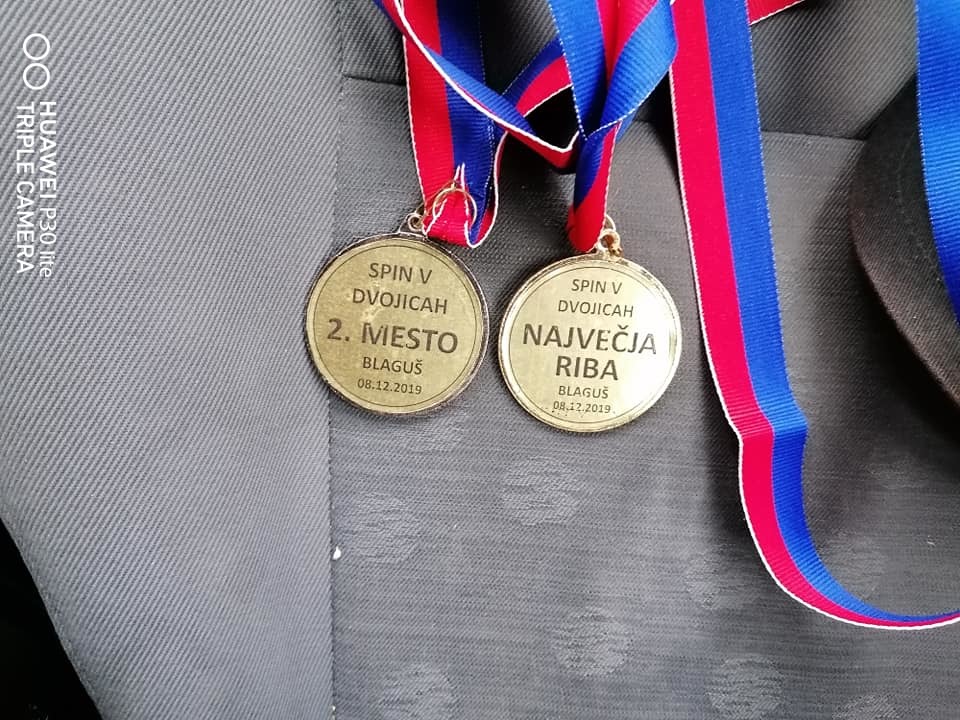 HUAWEI P30 lite
TRIPLE CAMERA
SPIN V
DVOJICAH
2. MESTO
BLAGUŠ
08.12.2019
SPIN V
DVOJICAH
NAJVEČJA
RIBA
BLAGUŠ
08.12.2019